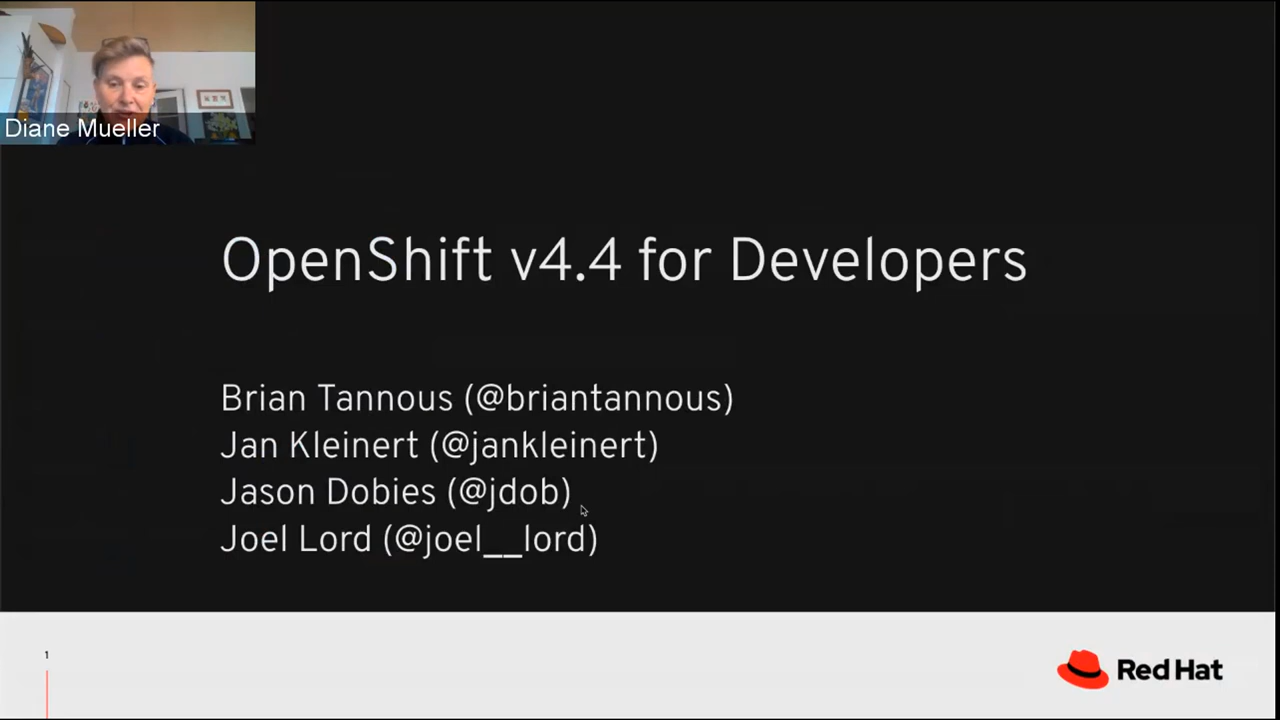 Diane Mueller
OpenShift v4.4 for Developers
Brian Tannous (@briantannous)
Jan Kleinert (@jankleinert)
Jason Dobies (@jdob)
Joel Lord (@joel__lord)
1
Red Hat